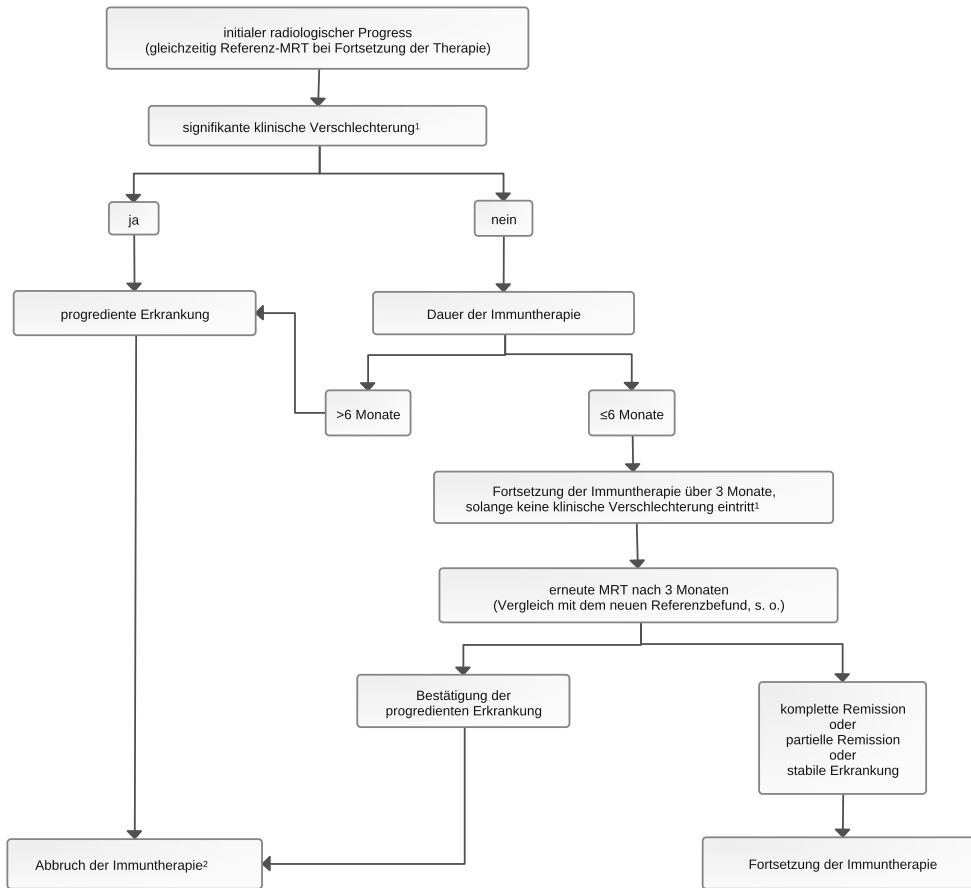 initialer radiologischer Progress
(gleichzeitig Referenz-MRT bei Fortsetzung der Therapie)
signifikante klinische Verschlechterung¹
ja
nein
progrediente Erkrankung
Dauer der Immuntherapie
>6 Monate
≤6 Monate
Fortsetzung der Immuntherapie über 3 Monate,
solange keine klinische Verschlechterung eintritt¹
erneute MRT nach 3 Monaten
(Vergleich mit dem neuen Referenzbefund, s. o.)
Bestätigung der
progredienten Erkrankung
komplette Remission
oder
partielle Remission
oder
stabile Erkrankung
Abbruch der Immuntherapie²
Fortsetzung der Immuntherapie